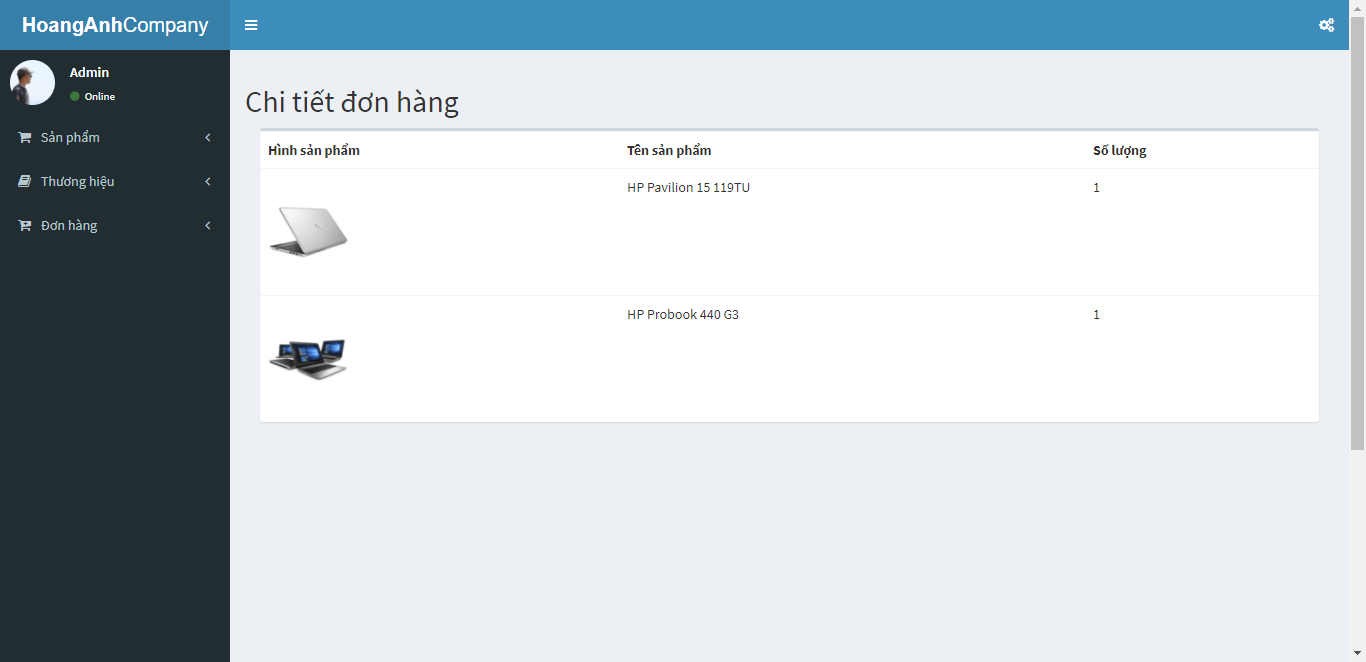 HoangAnhCompany
Admin
Online
Sản phẩm
Thương hiệu
Đơn hàng
Chi tiết đơn hàng
Hình sản phẩm Tên sản phẩm Số lượng
HP Pavilion 15 119TU 1
HP Probook 440 G3 1